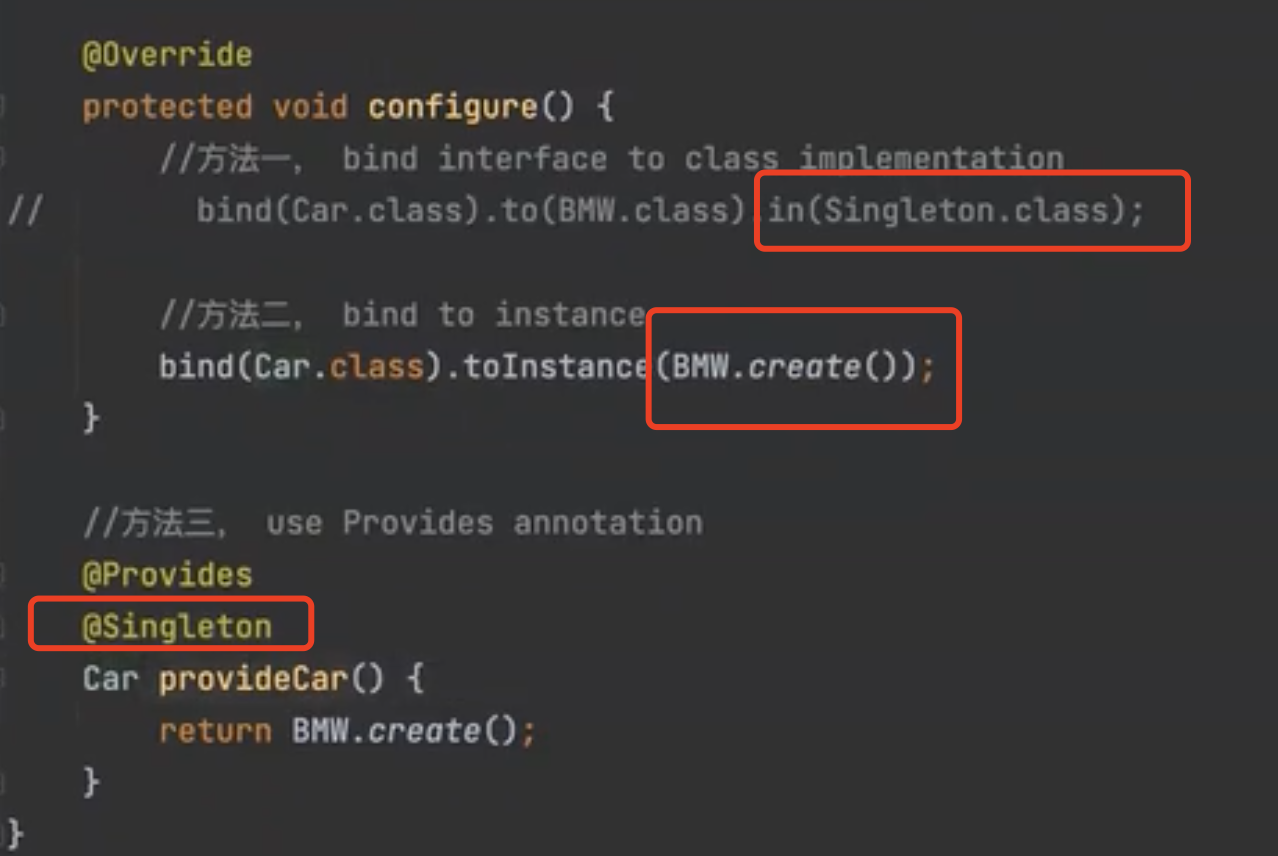 @Override
protected void configure() {
//方法一， bind interface to class implementation
// bind(Car.class).to(BMW.class).in(Singleton.class);
//方法二， bind to instance
bind(Car.class).toInstance(BMW.create());
}
//方法三， use Provides annotation
@Provides
@Singleton
Car provideCar() {
return BMW.create();
}
}